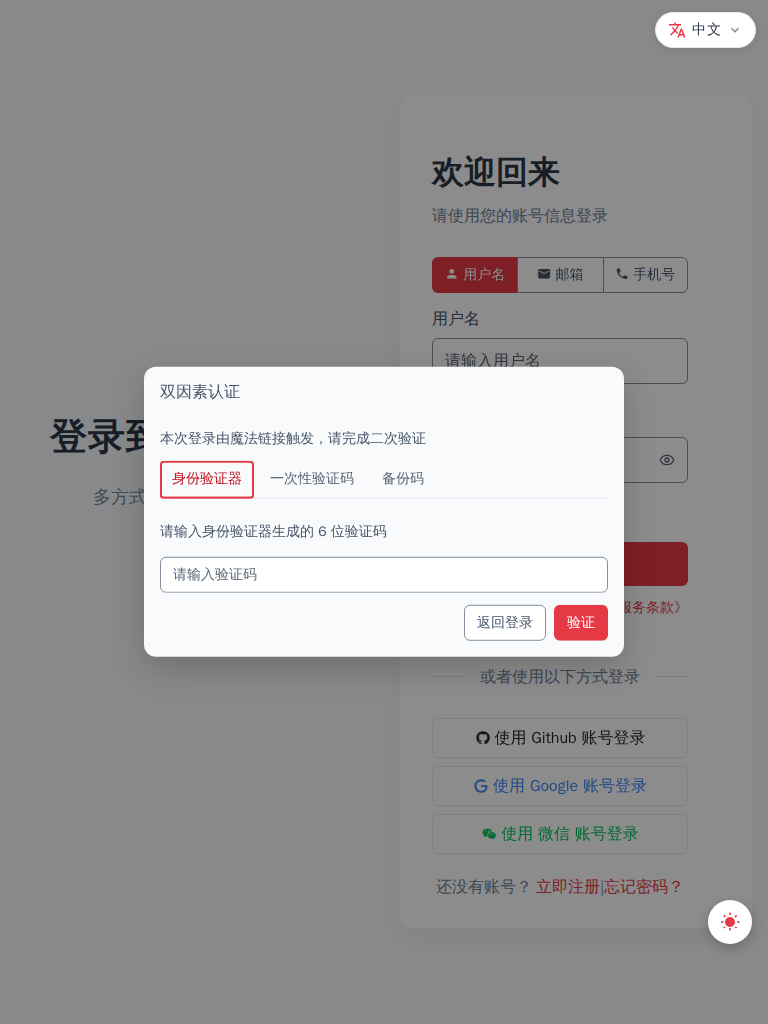 中文
欢迎回来
请使用您的账号信息登录
用户名 邮箱 手机号
用户名
请输入用户名
登录到
多方式
双因素认证
本次登录由魔法链接触发，请完成二次验证
身份验证器 一次性验证码 备份码
请输入身份验证器生成的 6 位验证码
请输入验证码
返回登录 验证
服务条款》
或者使用以下方式登录
使用 Github 账号登录
使用 Google 账号登录
使用 微信 账号登录
还没有账号？ 立即注册|忘记密码？